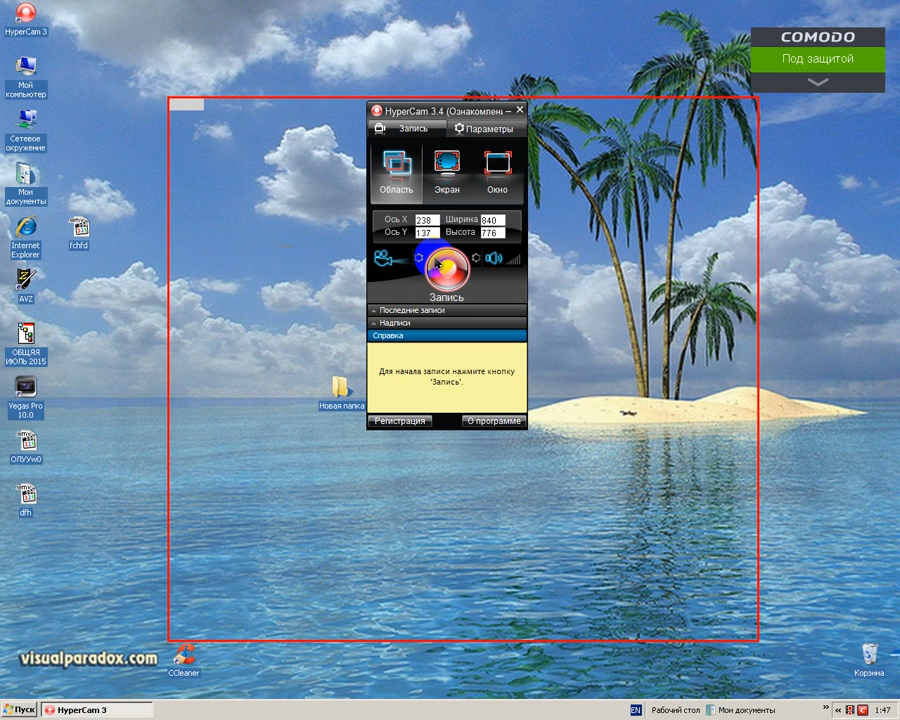 HyperCam 3
Мой
компьютер
Сетевое
окружение
Мои
документы
Internet
Explorer
fchfd
AVZ
ОБЩЯЯ
ИЮЛЬ 2015
Vegas Pro
10.0
ОПУУw0
dfh
COMODO
Под защитой
HyperCam 3.4 (Ознакомлен
Запись
Параметры
Область
Экран
Окно
Ось X 238 Ширина 840
Ось Y 137 Высота 776
Запись
Последние записи
Надписи
Справка
Для начала записи нажмите кнопку
'Запись'.
Регистрация
О программе
Новая папка
visualparadox.com
CCleaner
Корзина
Пуск
HyperCam 3
EN
Рабочий стол
Мои документы
»
«
1:47